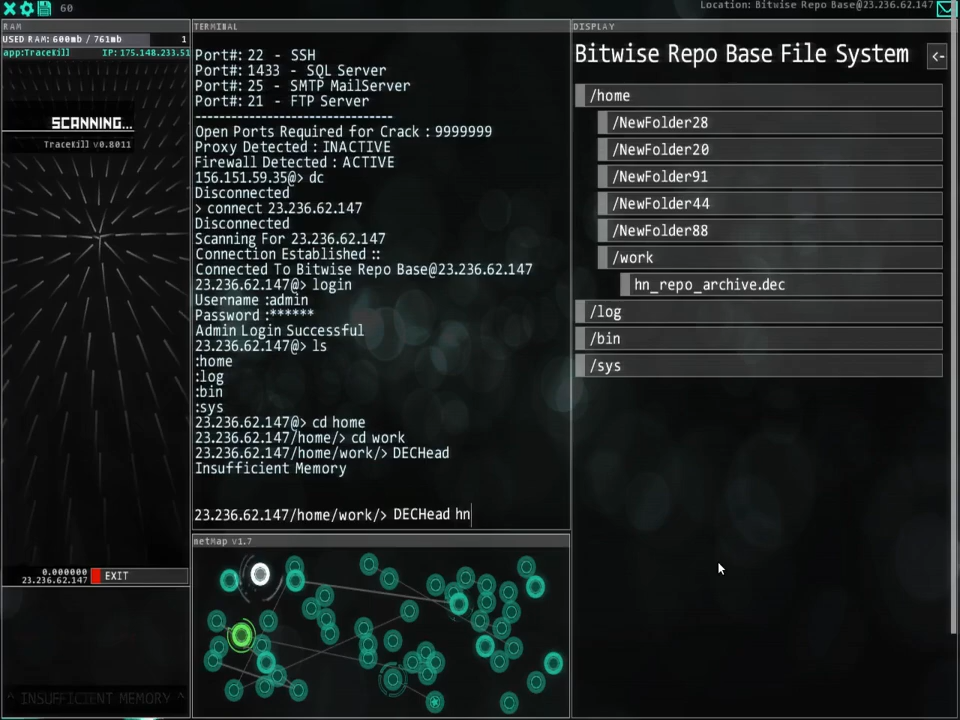 60
Location: Bitwise Repo Base@23.236.62.147
RAM
USED RAM: 600mb / 761mb 1
app:TraceKill IP: 175.148.233.51
SCANNING...
TraceKill v0.8011
0.000000
23.236.62.147
EXIT
^ INSUFFICIENT MEMORY ^
TERMINAL
Port#: 22 - SSH
Port#: 1433 - SQL Server
Port#: 25 - SMTP MailServer
Port#: 21 - FTP Server
---------------------------------
Open Ports Required for Crack : 9999999
Proxy Detected : INACTIVE
Firewall Detected : ACTIVE
156.151.59.35@> dc
Disconnected
> connect 23.236.62.147
Disconnected
Scanning For 23.236.62.147
Connection Established ::
Connected To Bitwise Repo Base@23.236.62.147
23.236.62.147@> login
Username :admin
Password :******
Admin Login Successful
23.236.62.147@> ls
:home
:log
:bin
:sys
23.236.62.147@> cd home
23.236.62.147/home/> cd work
23.236.62.147/home/work/> DECHead
Insufficient Memory
23.236.62.147/home/work/> DECHead hn
netMap v1.7
DISPLAY
Bitwise Repo Base File System
<-
/home
/NewFolder28
/NewFolder20
/NewFolder91
/NewFolder44
/NewFolder88
/work
hn_repo_archive.dec
/log
/bin
/sys